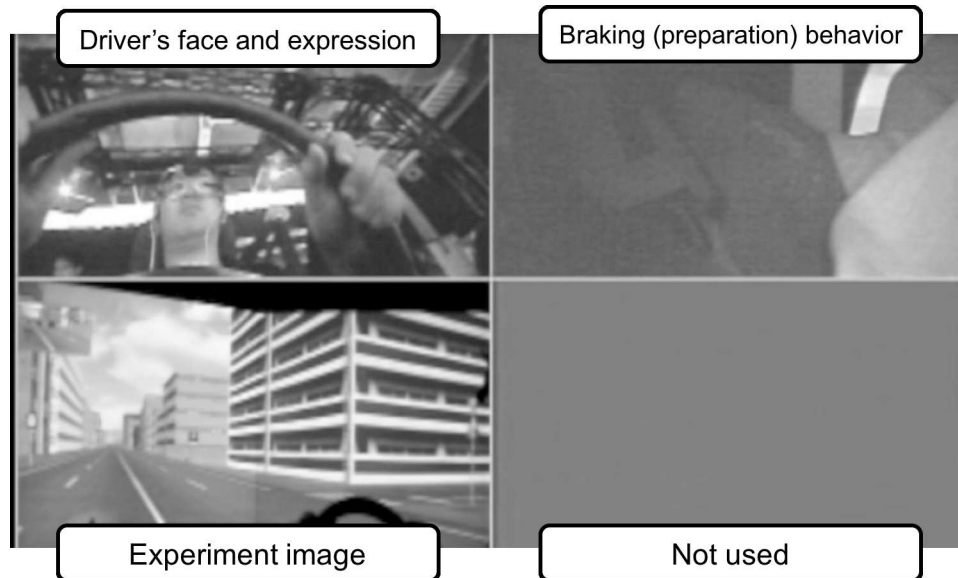 Driver's face and expression
Braking (preparation) behavior
Experiment image
Not used